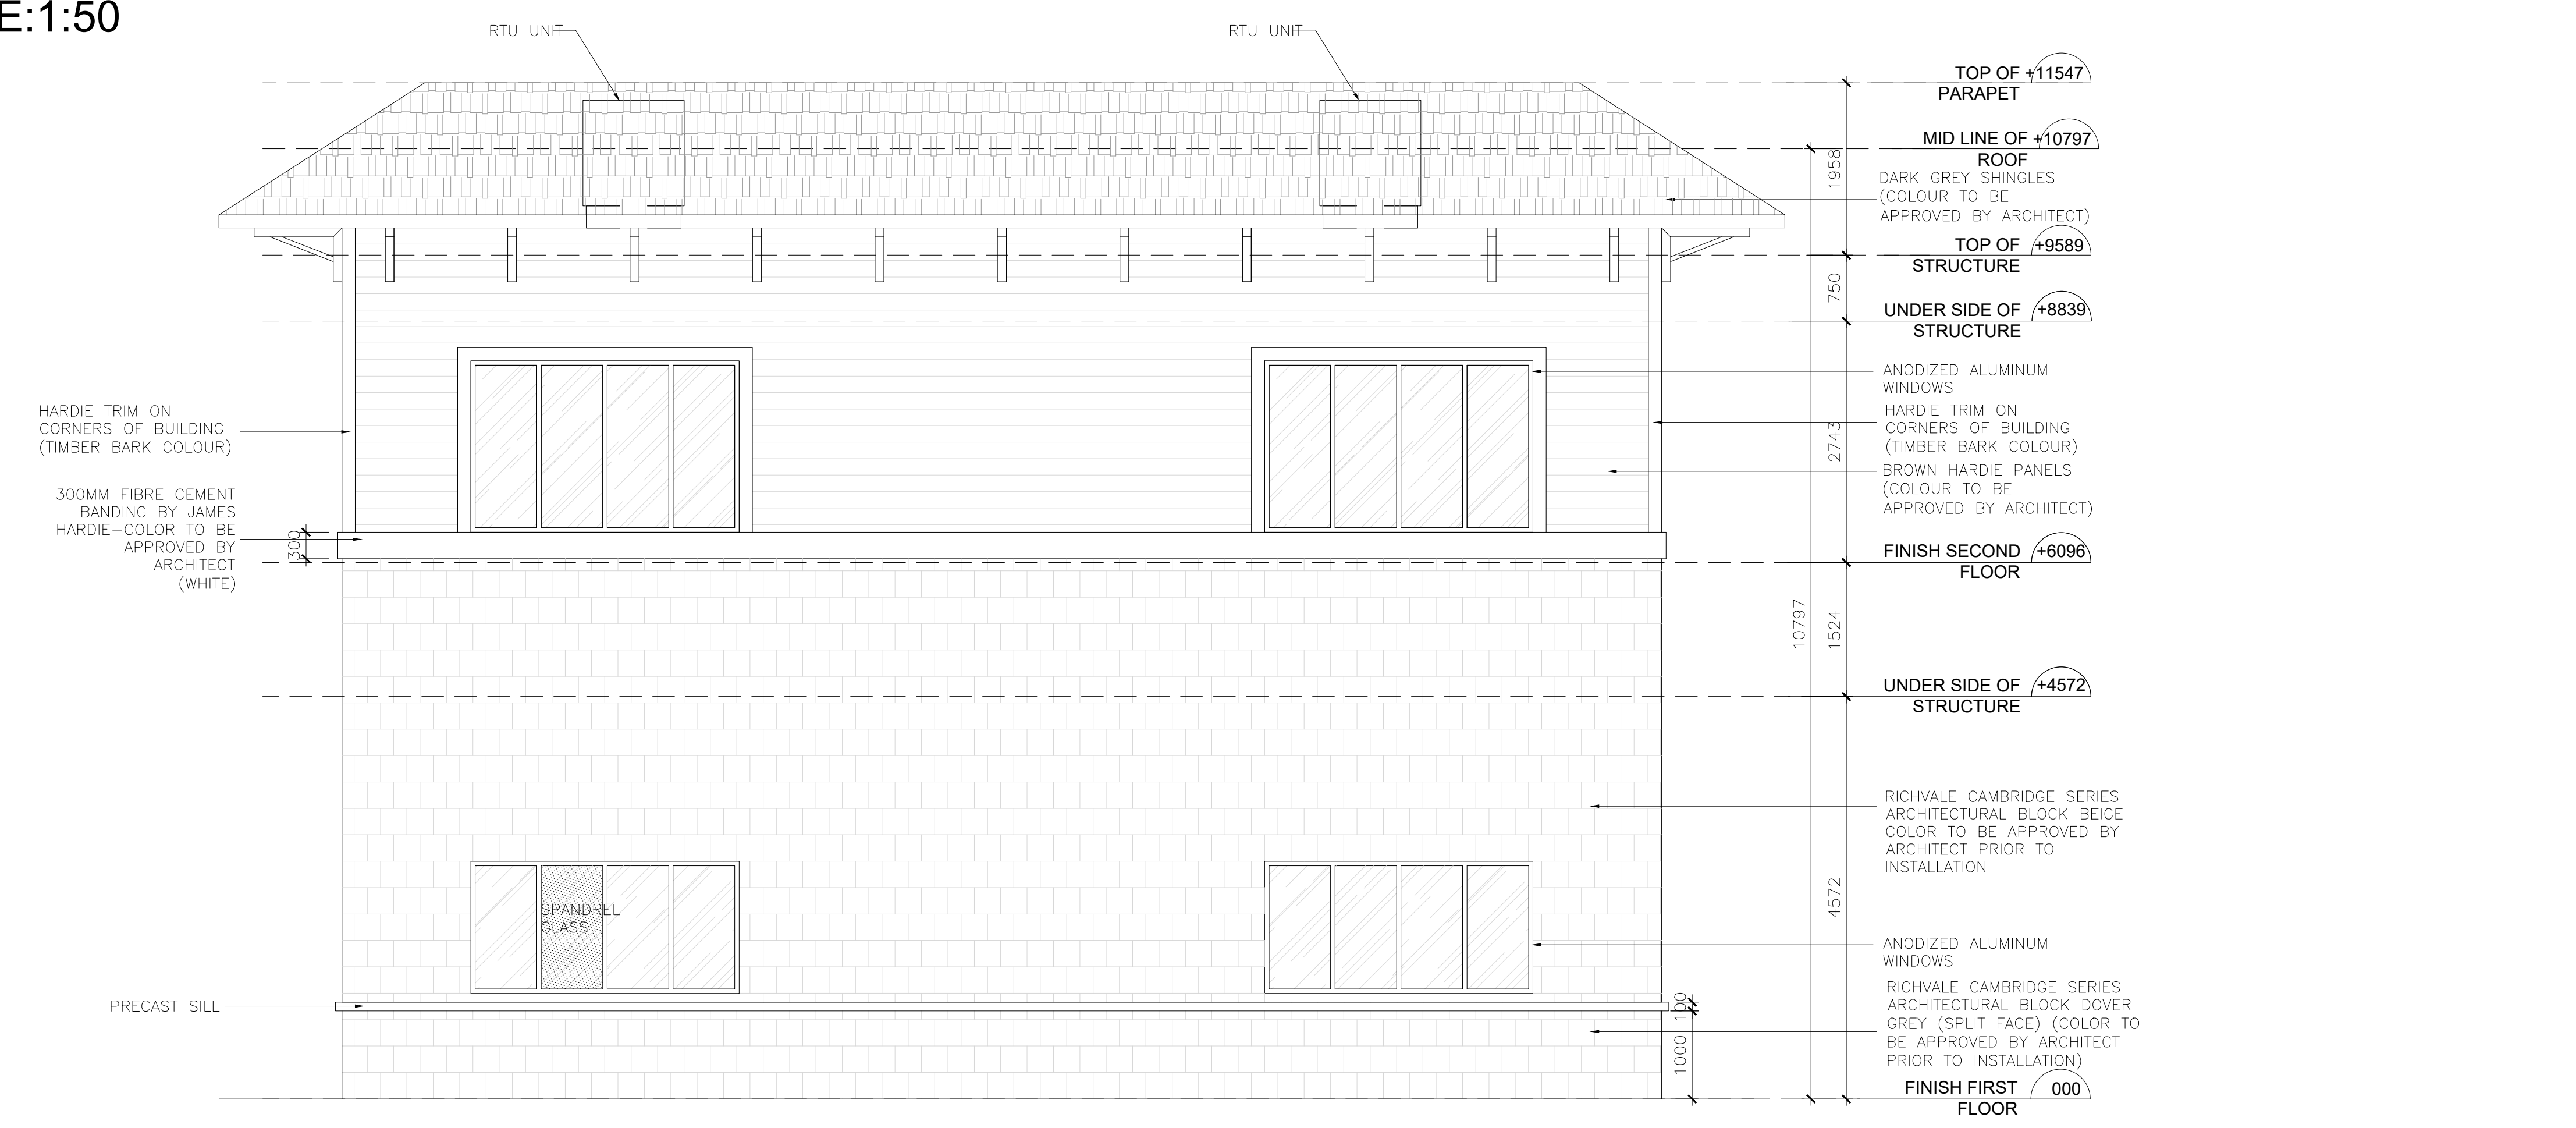 E:1:50
RTU UNIT
RTU UNIT
TOP OF +11547
PARAPET
MID LINE OF +10797
ROOF
DARK GREY SHINGLES
(COLOUR TO BE
APPROVED BY ARCHITECT)
1958
TOP OF +9589
STRUCTURE
750
UNDER SIDE OF +8839
STRUCTURE
ANODIZED ALUMINUM
WINDOWS
HARDIE TRIM ON
CORNERS OF BUILDING
(TIMBER BARK COLOUR)
HARDIE TRIM ON
CORNERS OF BUILDING
(TIMBER BARK COLOUR)
2743
BROWN HARDIE PANELS
(COLOUR TO BE
APPROVED BY ARCHITECT)
300MM FIBRE CEMENT
BANDING BY JAMES
HARDIE-COLOR TO BE
APPROVED BY
ARCHITECT
(WHITE)
300
FINISH SECOND +6096
FLOOR
10797
1524
UNDER SIDE OF +4572
STRUCTURE
RICHVALE CAMBRIDGE SERIES
ARCHITECTURAL BLOCK BEIGE
COLOR TO BE APPROVED BY
ARCHITECT PRIOR TO
INSTALLATION
4572
SPANDREL
GLASS
ANODIZED ALUMINUM
WINDOWS
PRECAST SILL
100
1000
RICHVALE CAMBRIDGE SERIES
ARCHITECTURAL BLOCK DOVER
GREY (SPLIT FACE) (COLOR TO
BE APPROVED BY ARCHITECT
PRIOR TO INSTALLATION)
FINISH FIRST 000
FLOOR